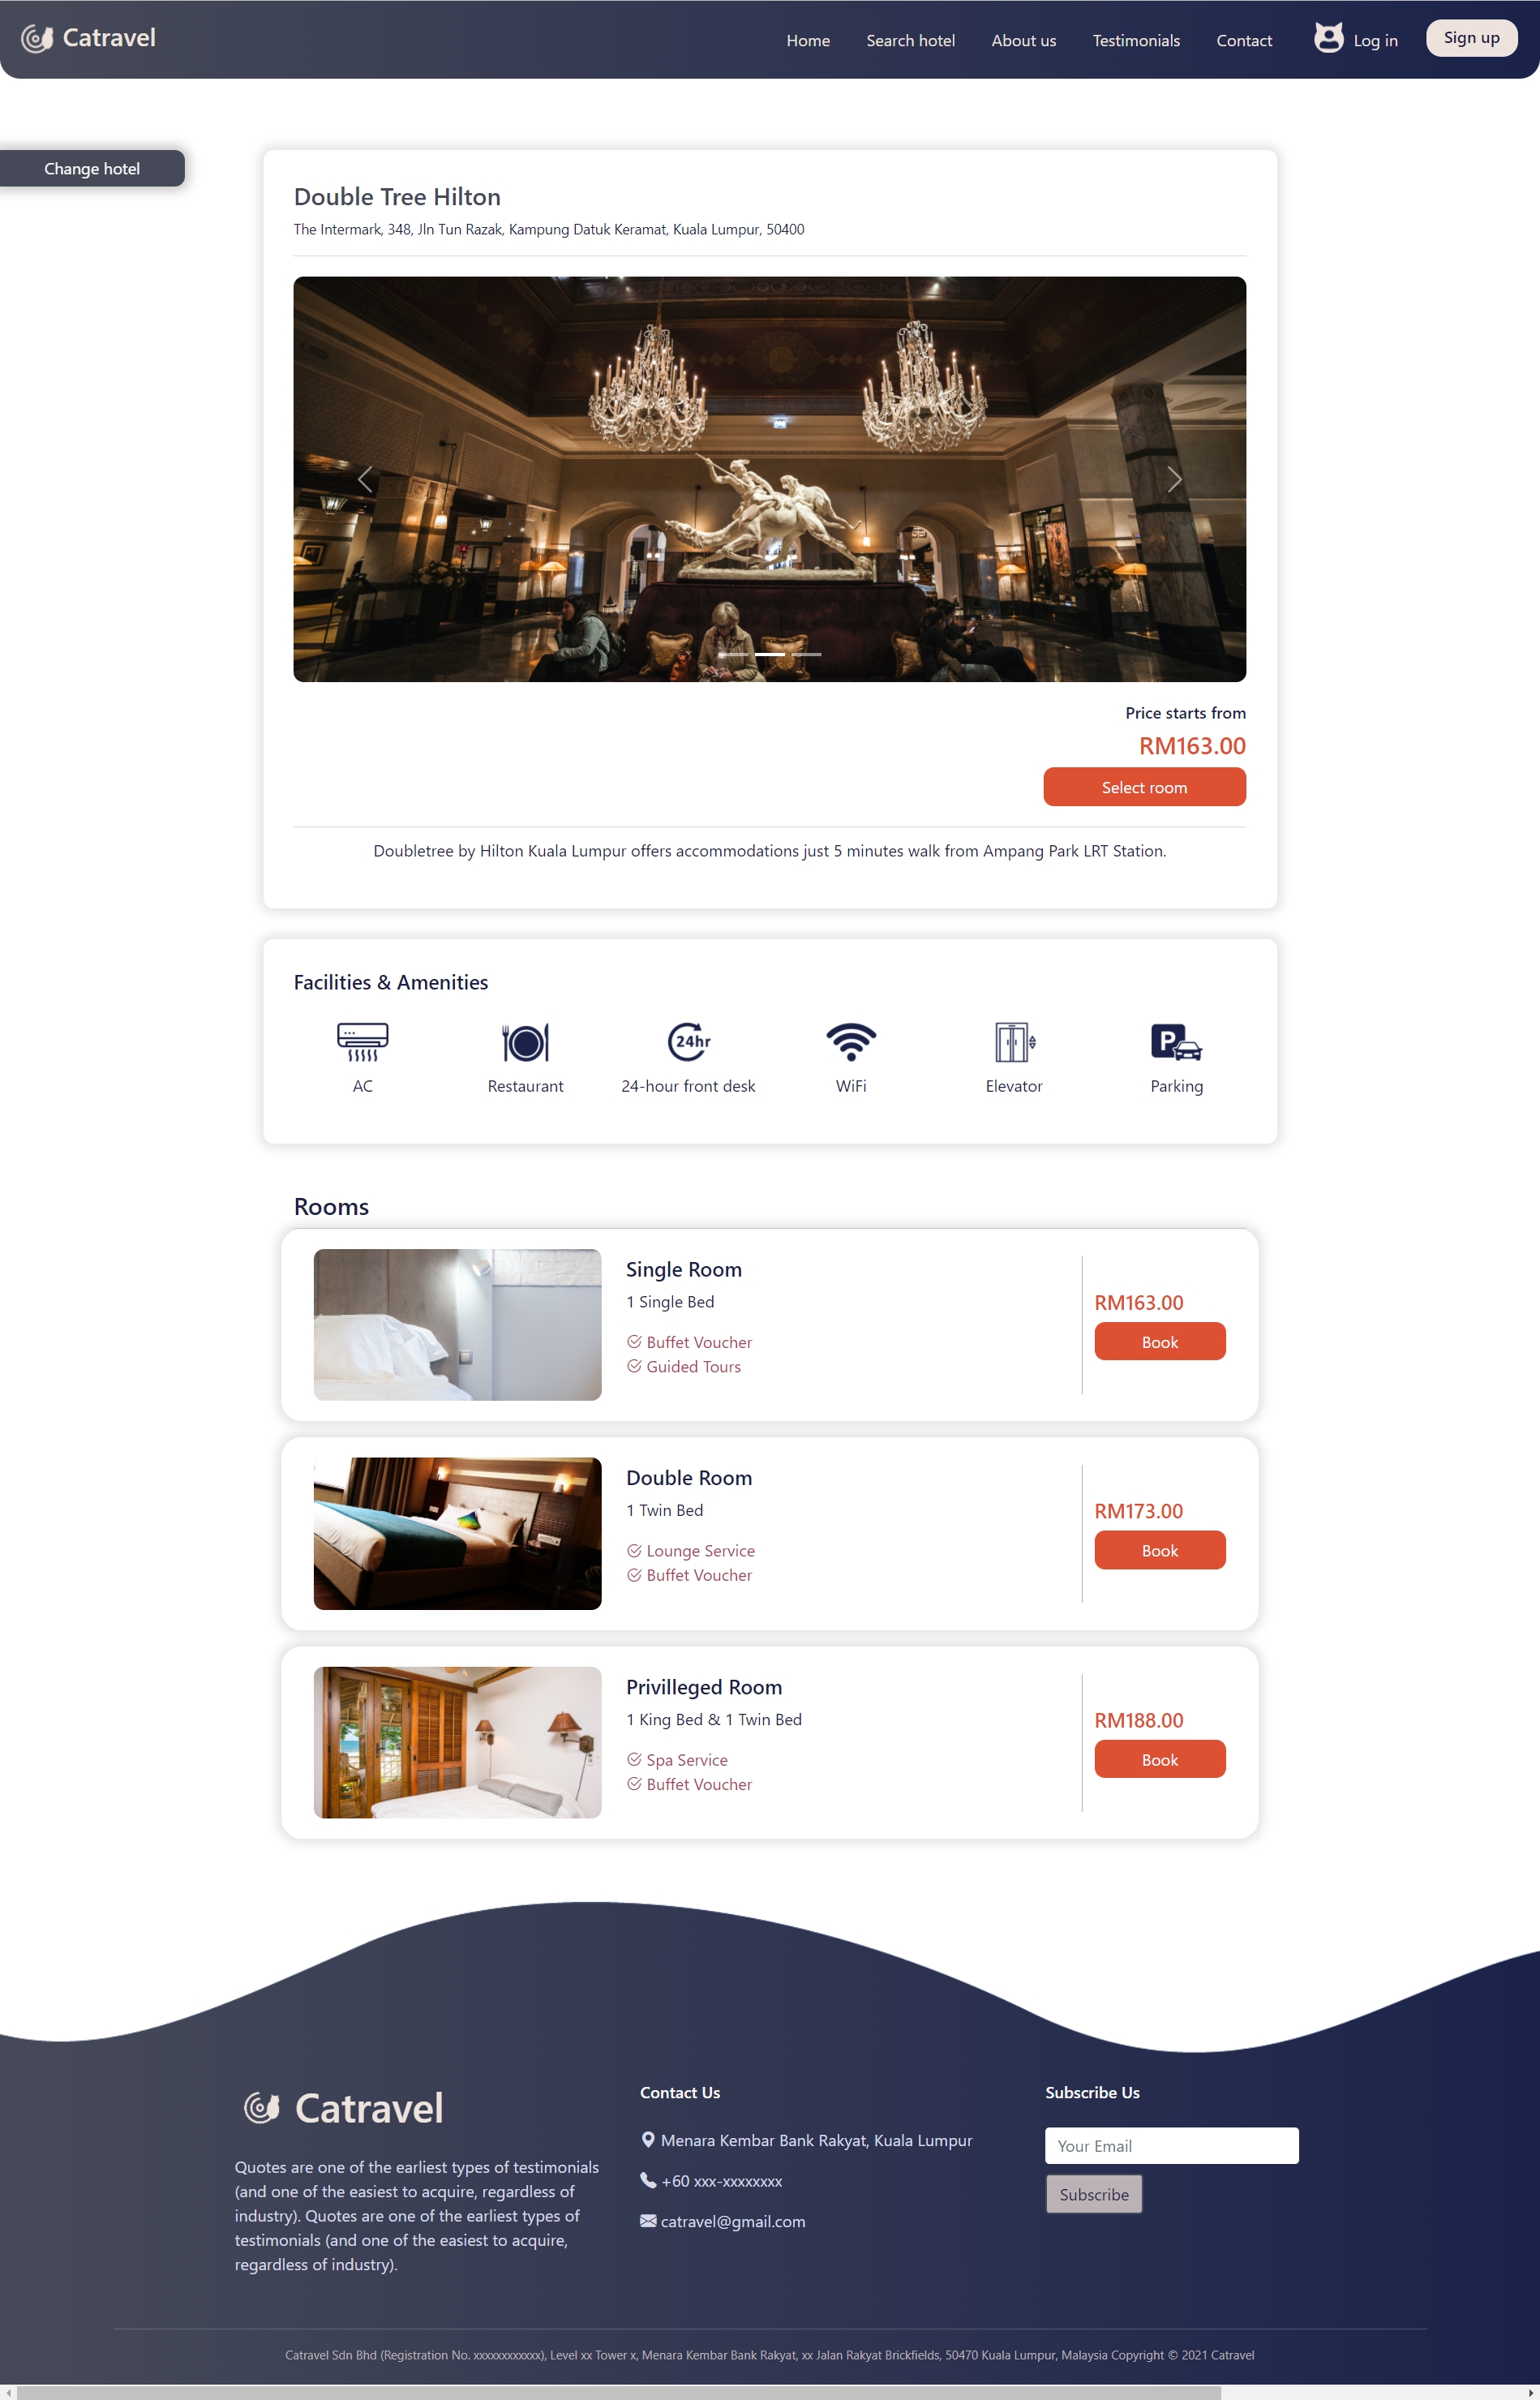 Catravel
Home
Search hotel
About us
Testimonials
Contact
Log in
Sign up
Change hotel
Double Tree Hilton
The Intermark, 348, Jln Tun Razak, Kampung Datuk Keramat, Kuala Lumpur, 50400
Price starts from
RM163.00
Select room
Doubletree by Hilton Kuala Lumpur offers accommodations just 5 minutes walk from Ampang Park LRT Station.
Facilities & Amenities
24hr
P
AC
Restaurant
24-hour front desk
WiFi
Elevator
Parking
Rooms
Single Room
1 Single Bed
Buffet Voucher
Guided Tours
RM163.00
Book
Double Room
1 Twin Bed
Lounge Service
Buffet Voucher
RM173.00
Book
Privilleged Room
1 King Bed & 1 Twin Bed
Spa Service
Buffet Voucher
RM188.00
Book
Catravel
Quotes are one of the earliest types of testimonials
(and one of the easiest to acquire, regardless of
industry). Quotes are one of the earliest types of
testimonials (and one of the easiest to acquire,
regardless of industry).
Contact Us
Menara Kembar Bank Rakyat, Kuala Lumpur
+60 xxx-xxxxxxxx
catravel@gmail.com
Subscribe Us
Your Email
Subscribe
Catravel Sdn Bhd (Registration No. xxxxxxxxxxxx), Level xx Tower x, Menara Kembar Bank Rakyat, xx Jalan Rakyat Brickfields, 50470 Kuala Lumpur, Malaysia Copyright © 2021 Catravel